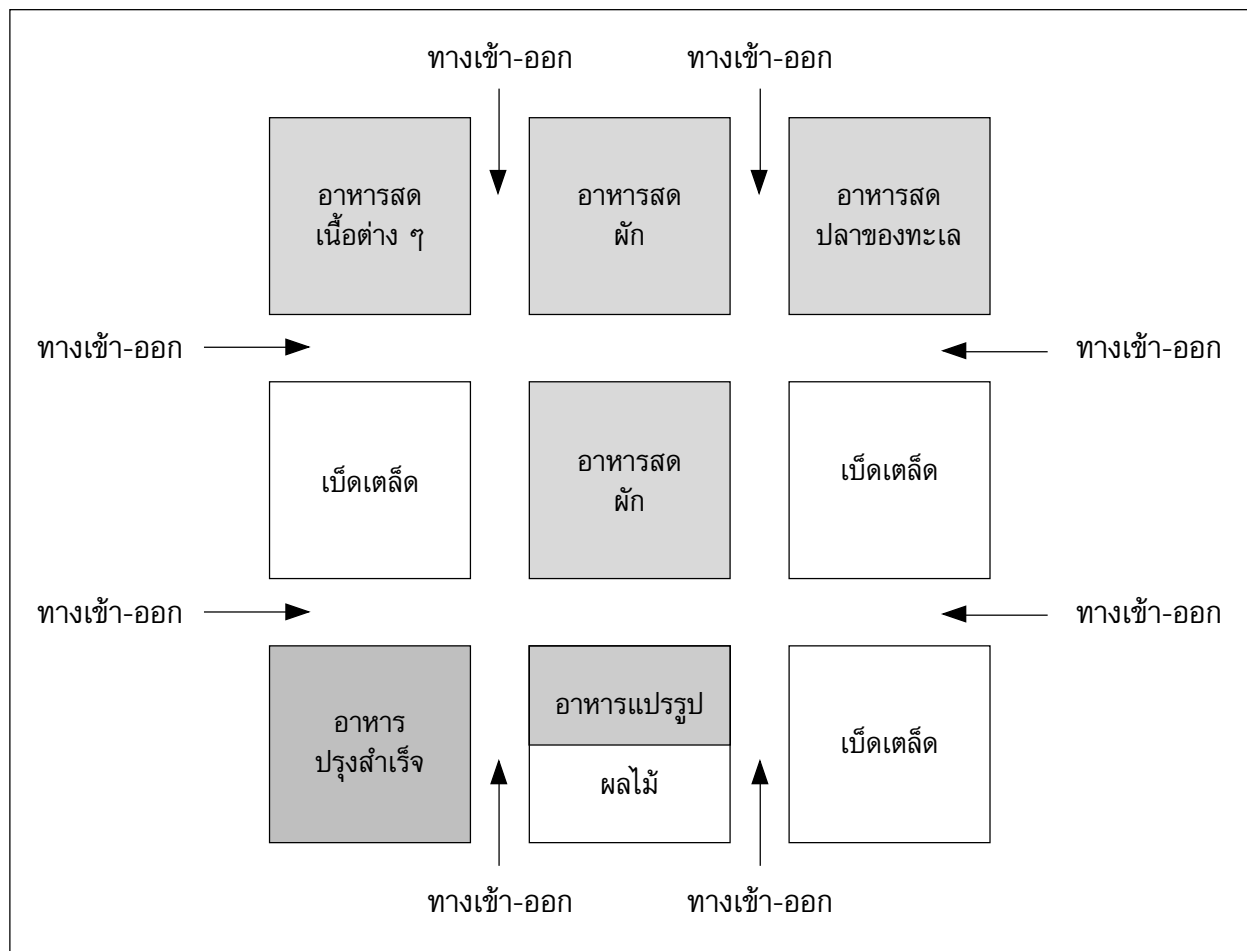 ทางเข้า-ออก ทางเข้า-ออก
อาหารสด
เนื้อต่าง ๆ
อาหารสด
ผัก
อาหารสด
ปลาของทะเล
ทางเข้า-ออก ทางเข้า-ออก
เบ็ดเตล็ด
อาหารสด
ผัก
เบ็ดเตล็ด
ทางเข้า-ออก ทางเข้า-ออก
อาหาร
ปรุงสำเร็จ
อาหารแปรรูป
ผลไม้
เบ็ดเตล็ด
ทางเข้า-ออก ทางเข้า-ออก